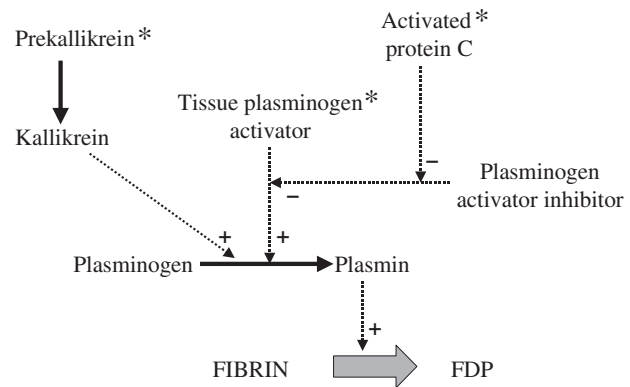 Prekallikrein*
Activated*
protein C
Tissue plasminogen*
activator
Kallikrein
−
Plasminogen
activator inhibitor
−
+
+
Plasminogen
Plasmin
+
FIBRIN
FDP